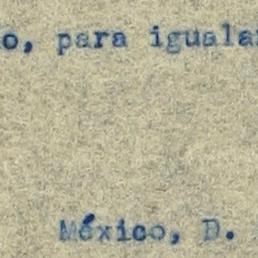 o, para iguala
México, D.